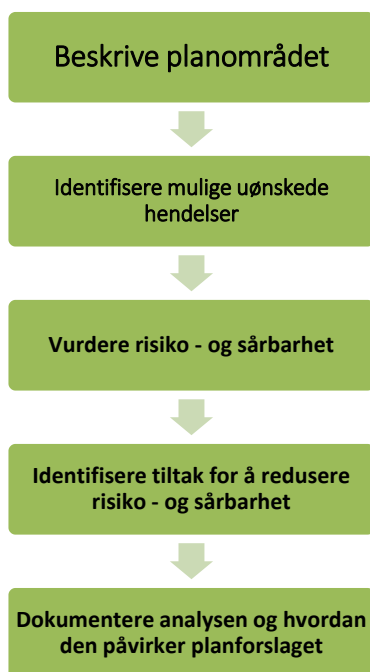 Beskrive planområdet
Identifisere mulige uønskede
hendelser
Vurdere risiko - og sårbarhet
Identifisere tiltak for å redusere
risiko - og sårbarhet
Dokumentere analysen og hvordan
den påvirker planforslaget